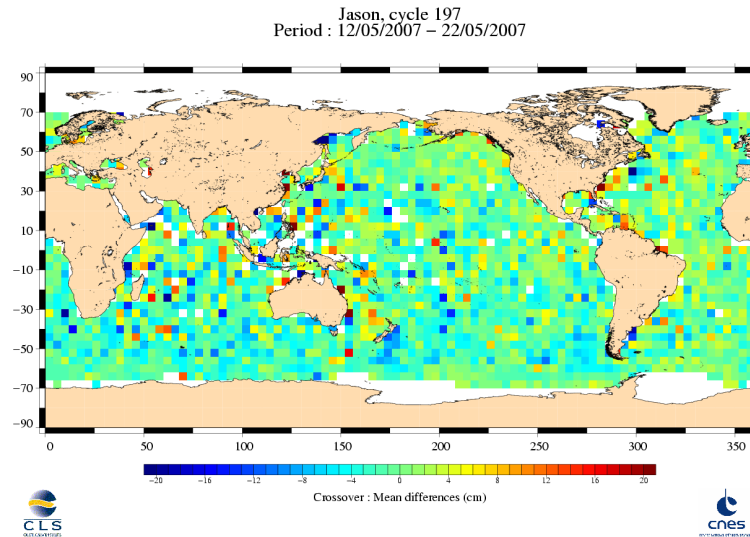 Jason, cycle 197
Period : 12/05/2007 − 22/05/2007
90
70
50
30
10
−10
−30
−50
−70
−90
0 50 100 150 200 250 300 350
−20 −16 −12 −8 −4 0 4 8 12 16 20
Crossover : Mean differences (cm)
CLS
cnes